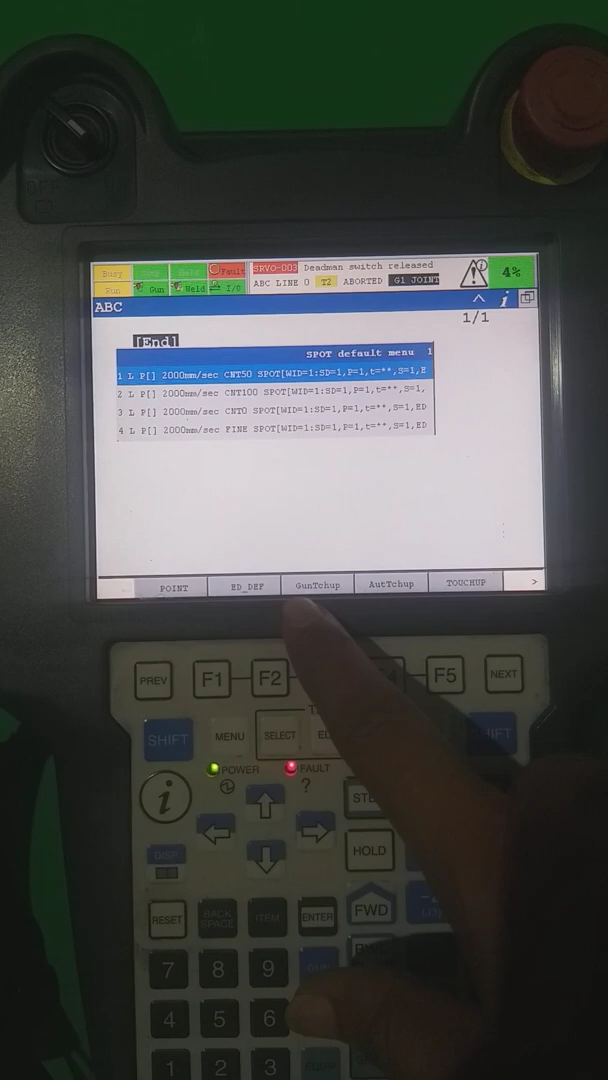 OFF
Busy Step Hold Fault SRVO-003 Deadman switch released
Run Gun Weld I/O ABC LINE 0 T2 ABORTED G1 JOINT 4%
ABC
1/1
[End]
SPOT default menu 1
1 L P[] 2000mm/sec CNT50 SPOT[WID=1:SD=1,P=1,t=**,S=1,E
2 L P[] 2000mm/sec CNT100 SPOT[WID=1:SD=1,P=1,t=**,S=1,
3 L P[] 2000mm/sec CNT0 SPOT[WID=1:SD=1,P=1,t=**,S=1,ED
4 L P[] 2000mm/sec FINE SPOT[WID=1:SD=1,P=1,t=**,S=1,ED
POINT ED_DEF GunTchup AutTchup TOUCHUP >
PREV F1 F2 F5 NEXT
SHIFT MENU SELECT SHIFT
POWER FAULT
i ?
DISP HOLD
RESET BACK SPACE ITEM ENTER FWD
7 8 9
4 5 6
1 2 3